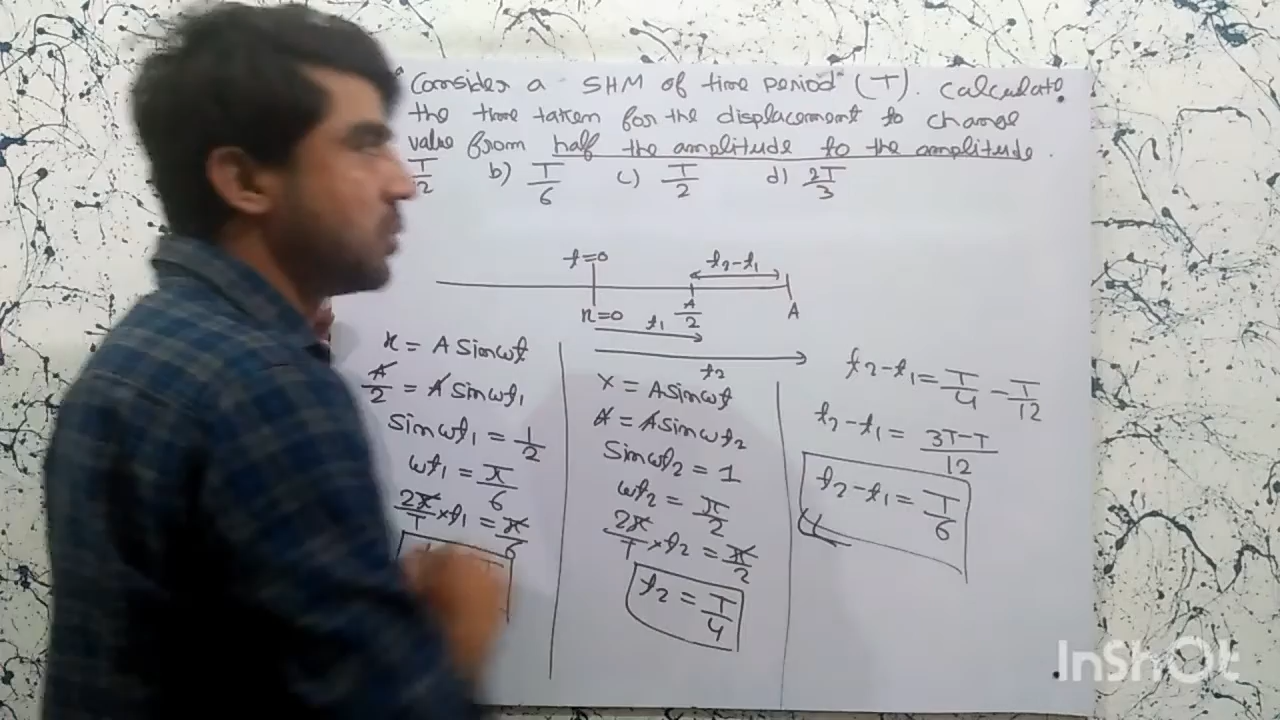 Consider a SHM of time period (T). Calculate
the time taken for the displacement to change
value from half the amplitude to the amplitude.
b) T/6 c) T/2 d) 2T/3
t=0
t2-t1
x=0
A/2
A
t1
t2
x = A Sinωt
A/2 = A Sinωt1
Sinωt1 = 1/2
ωt1 = π/6
2π/T × t1 = π/6
x = A Sinωt
A = A sinωt2
Sinωt2 = 1
ωt2 = π/2
2π/T × t2 = π/2
t2 = T/4
t2-t1 = T/4 - T/12
t2-t1 = 3T-T/12
t2-t1 = T/6
InShOt